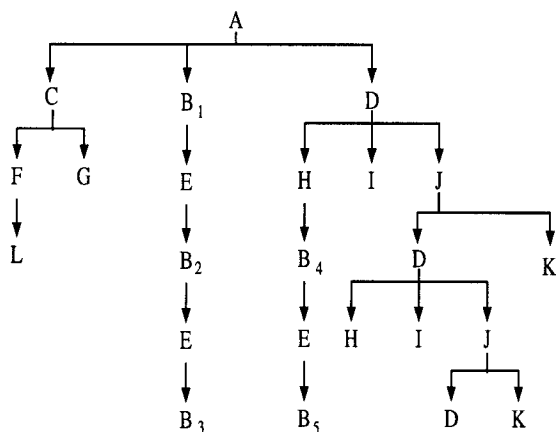 A
C B₁ D
F G E H I J
L B₂ B₄ D K
E E H I J
B₃ B₅ D K